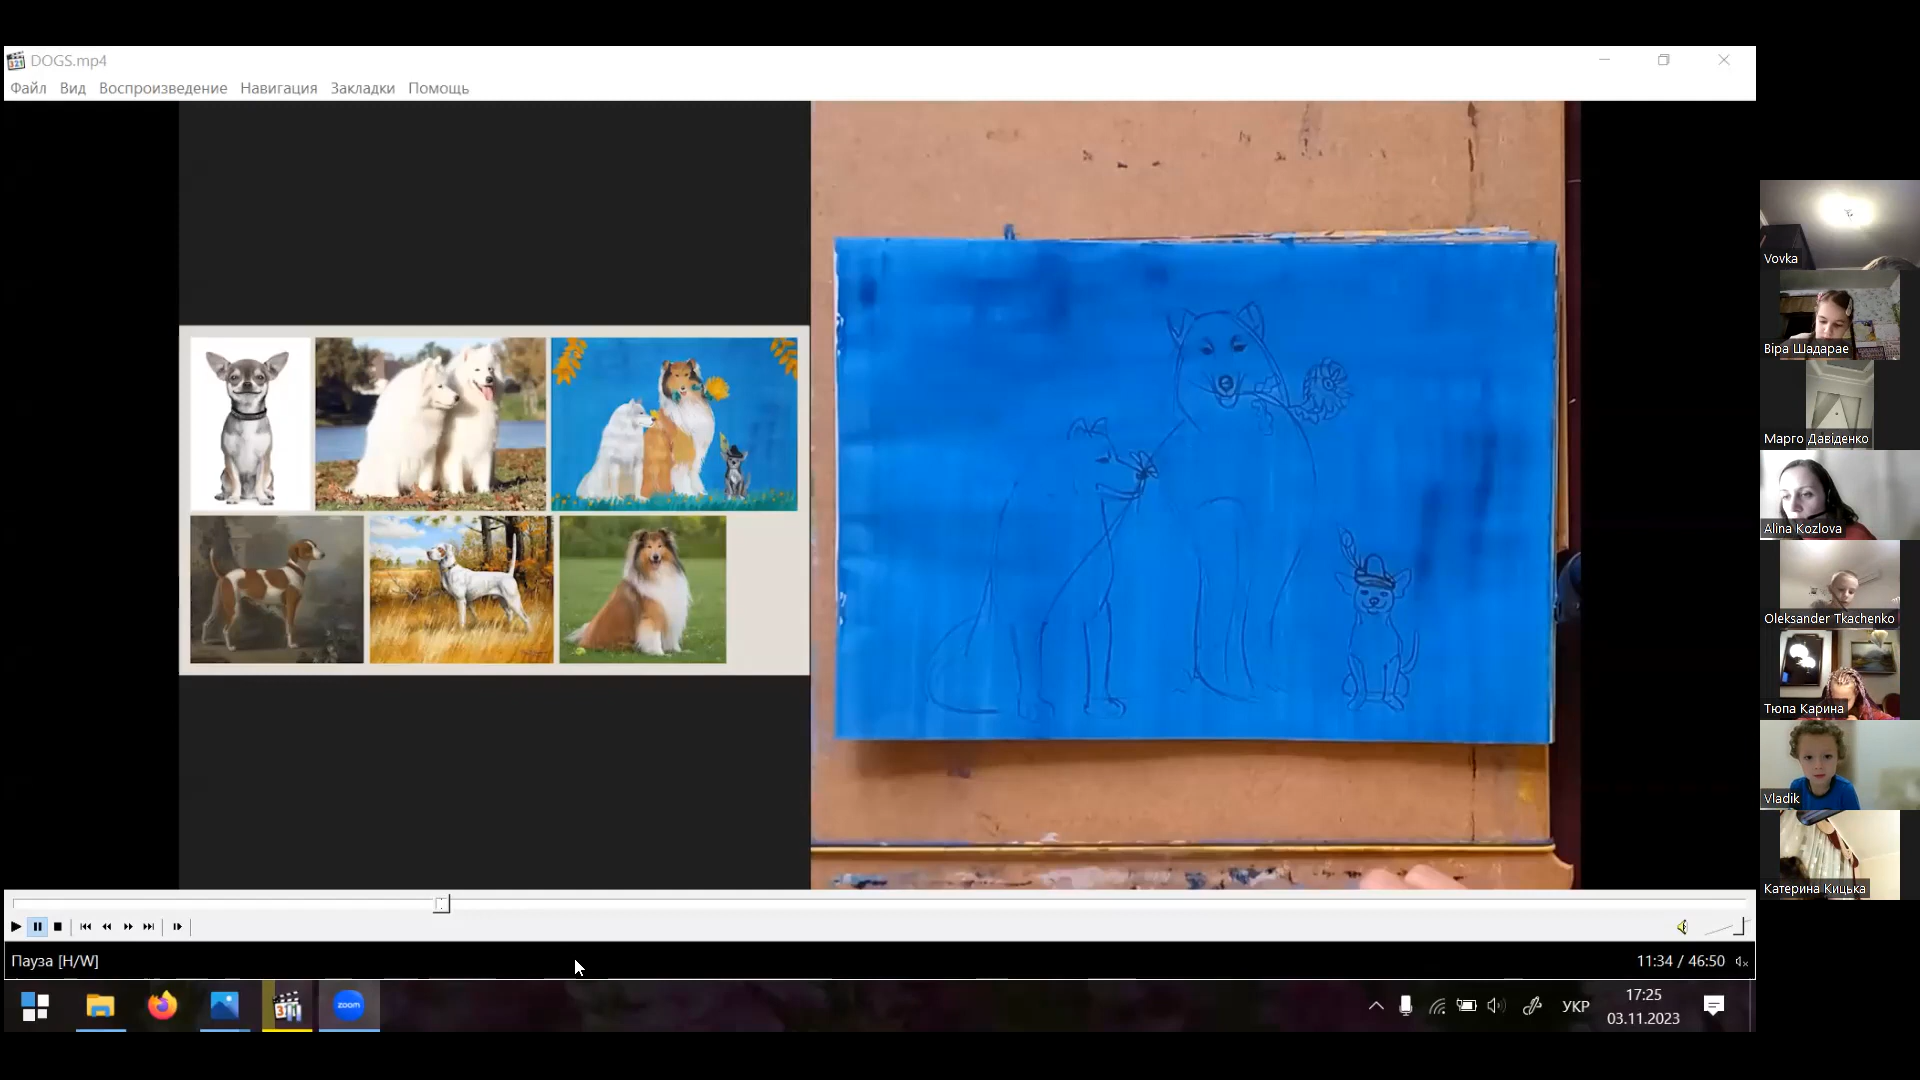 DOGS.mp4
Файл Вид Воспроизведение Навигация Закладки Помощь
Vovka
Віра Шадарае
Марго Давіденко
Alina Kozlova
Oleksander Tkachenko
Тюпа Карина
Vladik
Катерина Кицька
Пауза [H/W]
11:34 / 46:50
321
zoom
УКР
17:25
03.11.2023